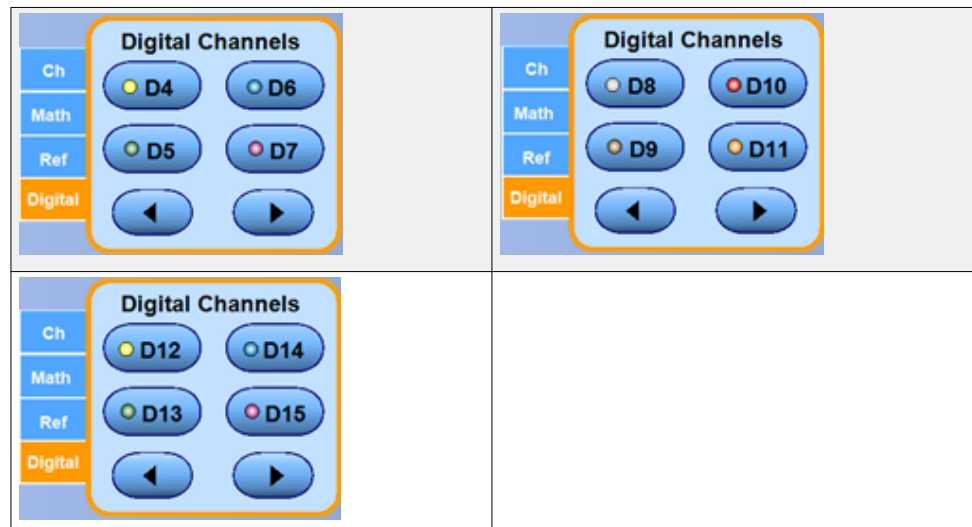 Digital Channels
Ch
Math
Ref
Digital
D4 D6
D5 D7
Digital Channels
Ch
Math
Ref
Digital
D8 D10
D9 D11
Digital Channels
Ch
Math
Ref
Digital
D12 D14
D13 D15